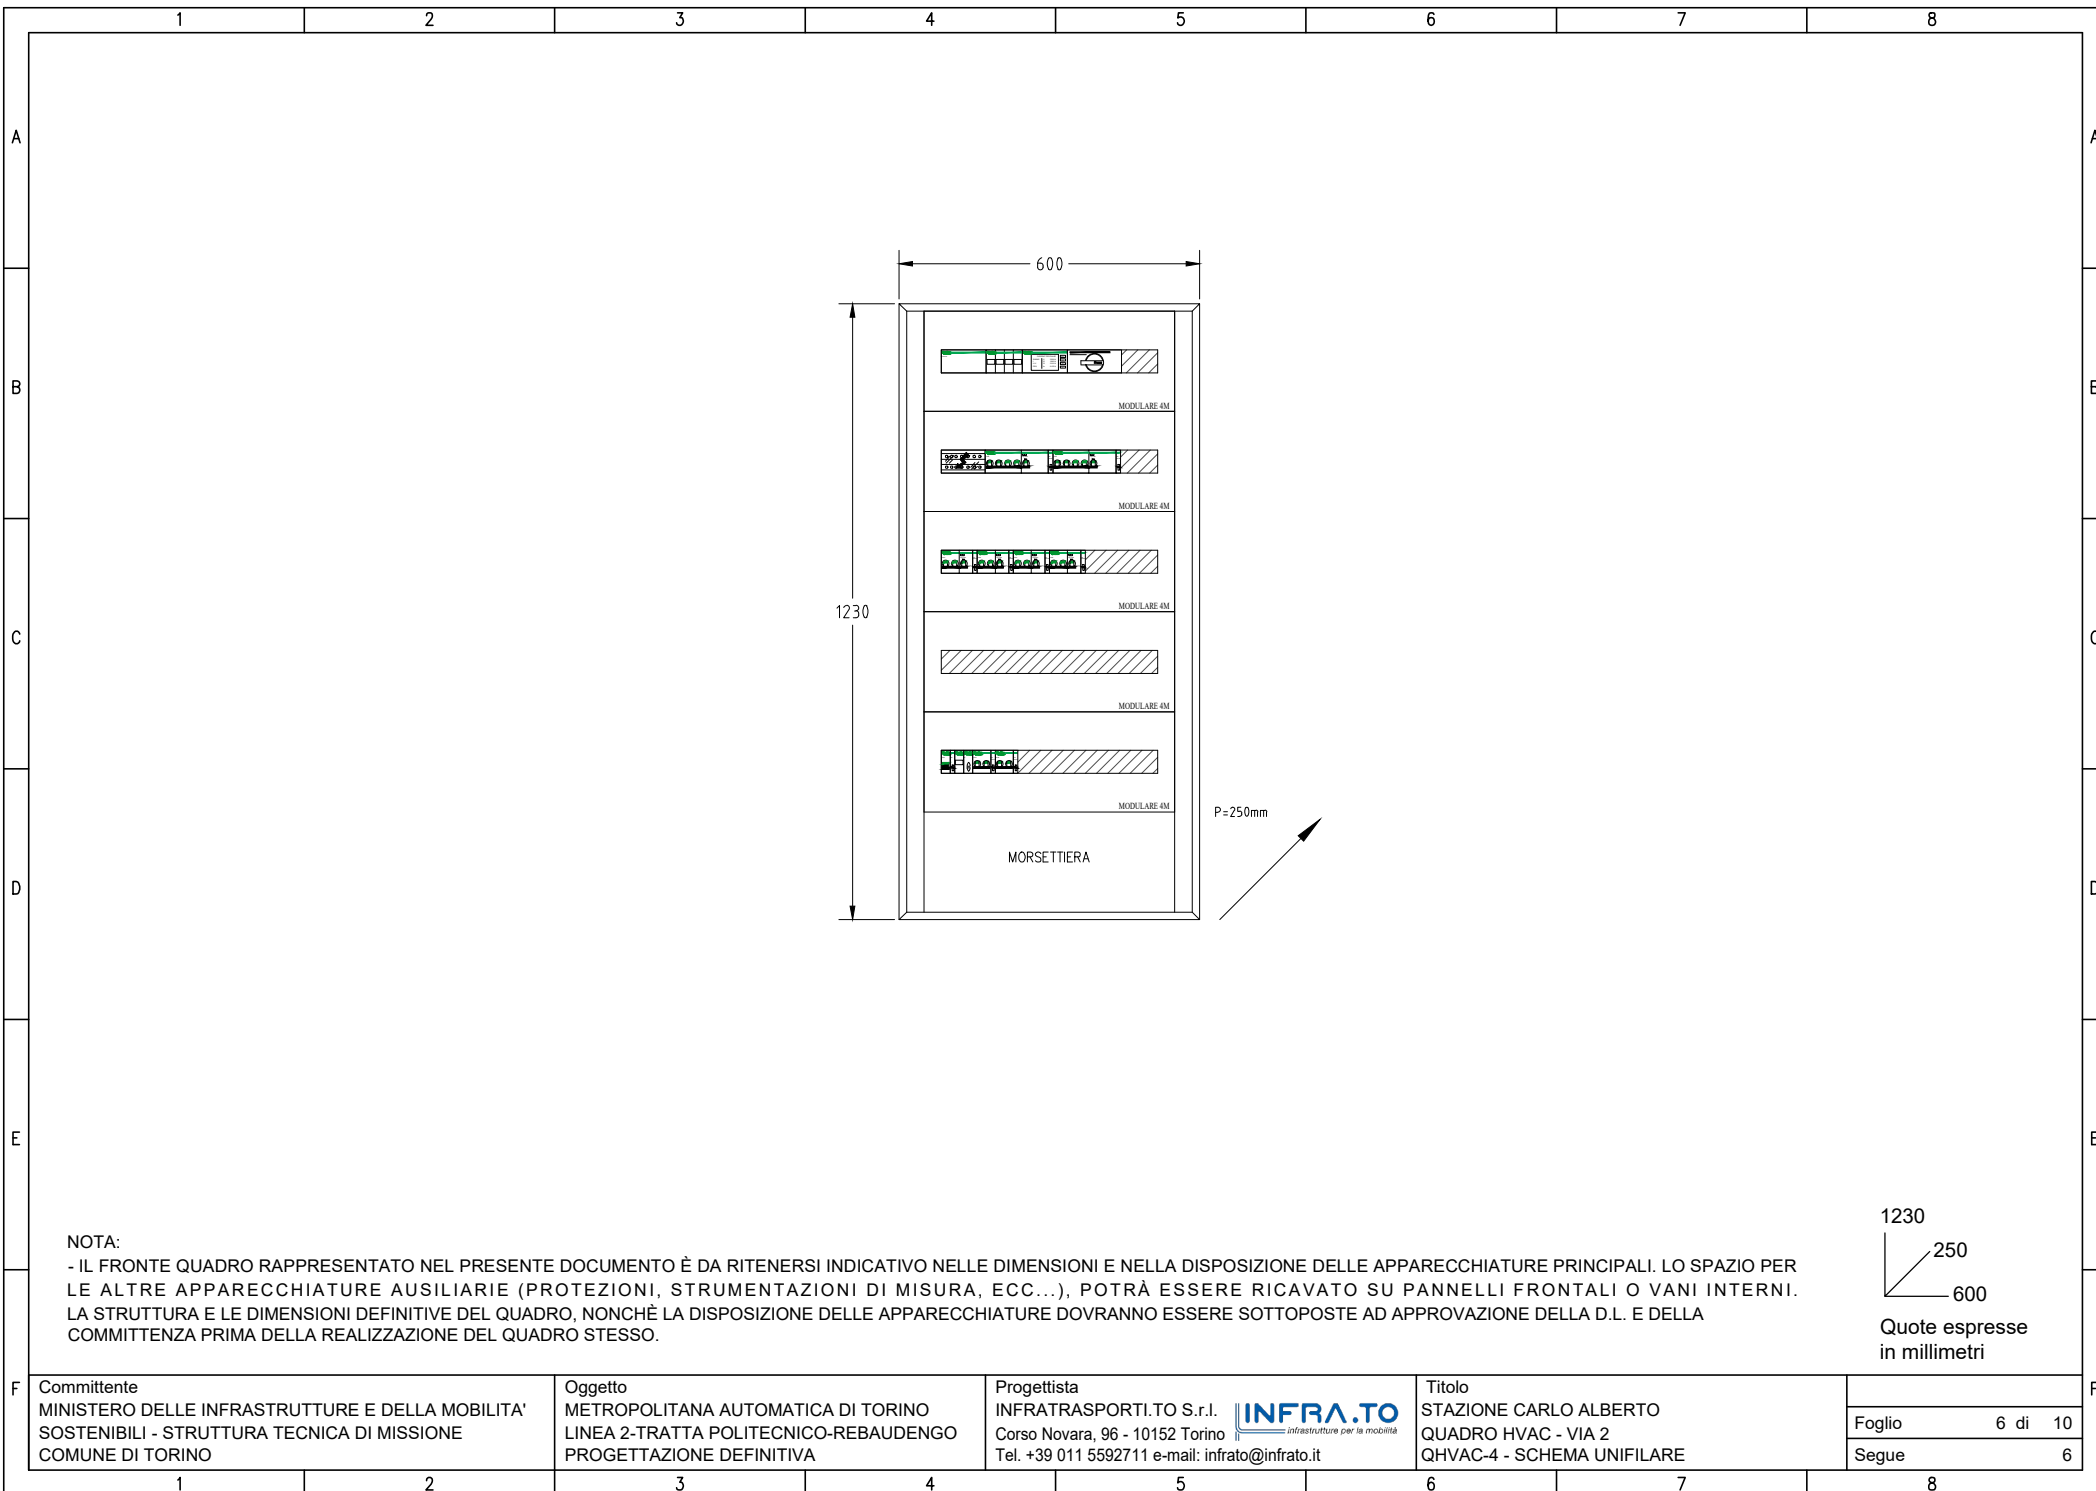 1 2 3 4 5 6 7 8
A A
600
B B
MODULARE 4M
MODULARE 4M
MODULARE 4M
1230
C C
MODULARE 4M
MODULARE 4M
P=250mm
MORSETTIERA
D D
E E
1230
250
600
Quote espresse
in millimetri
NOTA:
- IL FRONTE QUADRO RAPPRESENTATO NEL PRESENTE DOCUMENTO È DA RITENERSI INDICATIVO NELLE DIMENSIONI E NELLA DISPOSIZIONE DELLE APPARECCHIATURE PRINCIPALI. LO SPAZIO PER
LE ALTRE APPARECCHIATURE AUSILIARIE (PROTEZIONI, STRUMENTAZIONI DI MISURA, ECC...), POTRÀ ESSERE RICAVATO SU PANNELLI FRONTALI O VANI INTERNI.
LA STRUTTURA E LE DIMENSIONI DEFINITIVE DEL QUADRO, NONCHÈ LA DISPOSIZIONE DELLE APPARECCHIATURE DOVRANNO ESSERE SOTTOPOSTE AD APPROVAZIONE DELLA D.L. E DELLA
COMMITTENZA PRIMA DELLA REALIZZAZIONE DEL QUADRO STESSO.
F F
Committente
MINISTERO DELLE INFRASTRUTTURE E DELLA MOBILITA'
SOSTENIBILI - STRUTTURA TECNICA DI MISSIONE
COMUNE DI TORINO
Oggetto
METROPOLITANA AUTOMATICA DI TORINO
LINEA 2-TRATTA POLITECNICO-REBAUDENGO
PROGETTAZIONE DEFINITIVA
Progettista
INFRATRASPORTI.TO S.r.l.
Corso Novara, 96 - 10152 Torino
Tel. +39 011 5592711 e-mail: infrato@infrato.it
INFRA.TO
infrastrutture per la mobilità
Titolo
STAZIONE CARLO ALBERTO
QUADRO HVAC - VIA 2
QHVAC-4 - SCHEMA UNIFILARE
Foglio 6 di 10
Segue 6
1 2 3 4 5 6 7 8